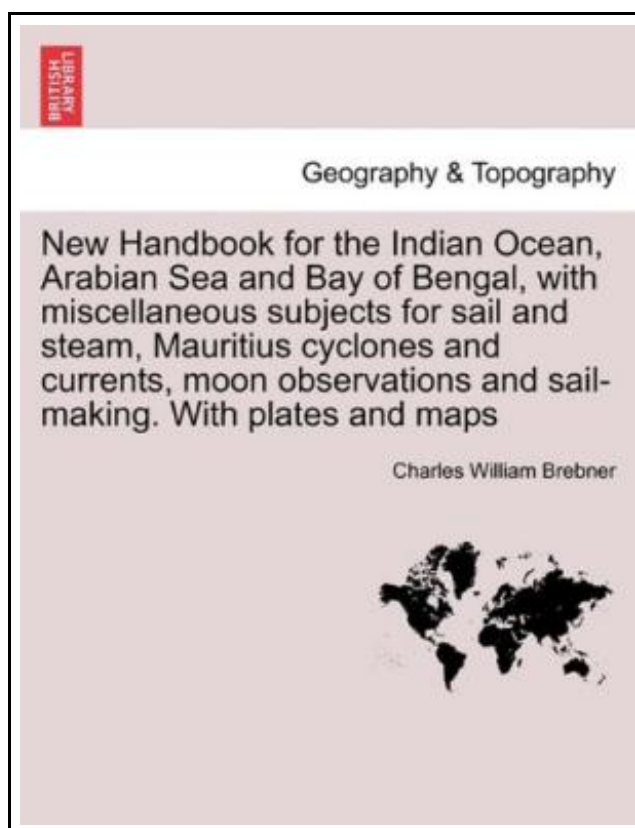 BRITISH
LIBRARY
Geography & Topography
New Handbook for the Indian Ocean,
Arabian Sea and Bay of Bengal, with
miscellaneous subjects for sail and
steam, Mauritius cyclones and
currents, moon observations and sail-
making. With plates and maps
Charles William Brebner